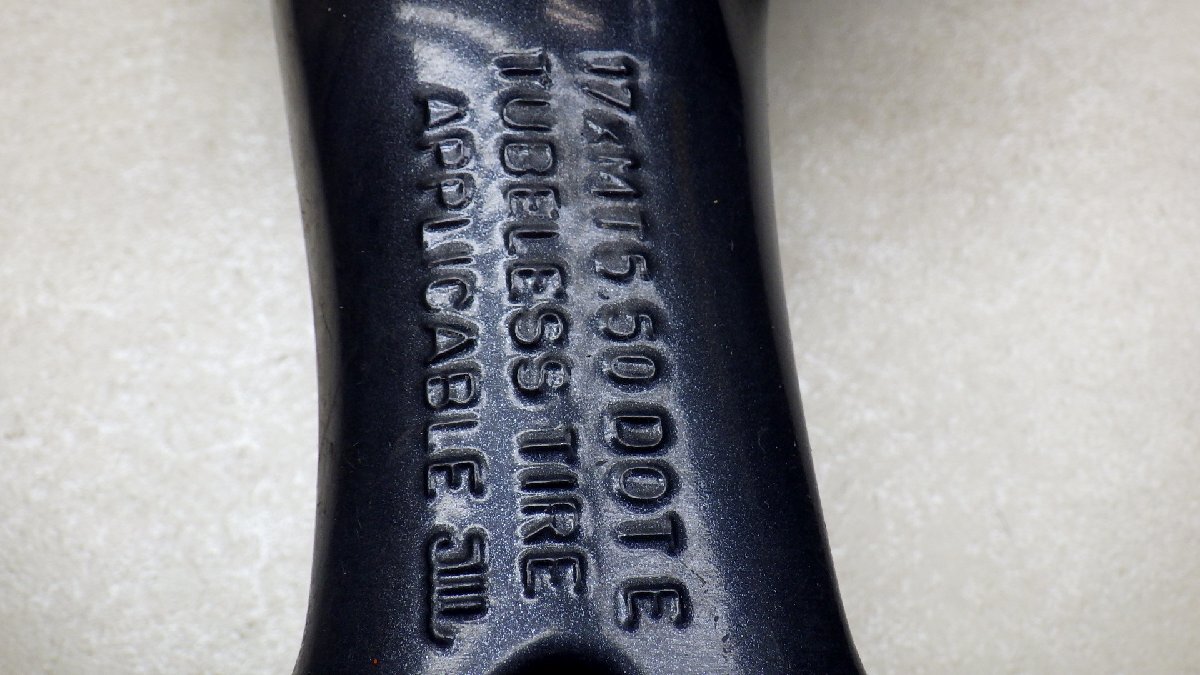 17×MT5.50 DOT E
TUBELESS TIRE
APPLICABLE